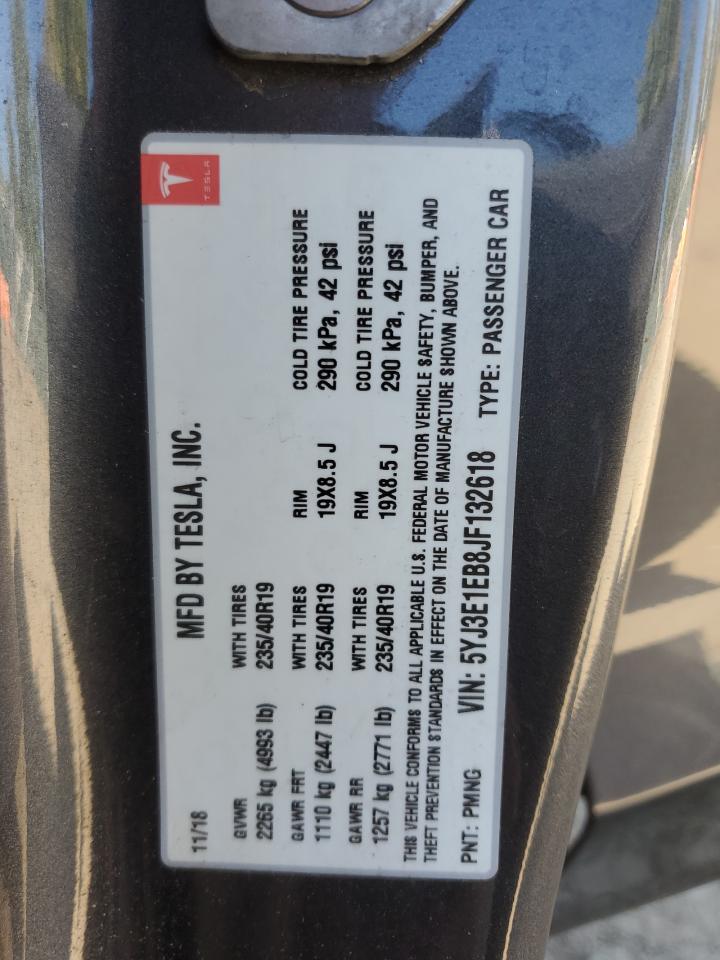 TESLA
11/18 MFD BY TESLA, INC.
GVWR WITH TIRES
2265 kg (4993 lb) 235/40R19
GAWR FRT WITH TIRES RIM COLD TIRE PRESSURE
1110 kg (2447 lb) 235/40R19 19X8.5 J 290 kPa, 42 psi
GAWR RR WITH TIRES RIM COLD TIRE PRESSURE
1257 kg (2771 lb) 235/40R19 19X8.5 J 290 kPa, 42 psi
THIS VEHICLE CONFORMS TO ALL APPLICABLE U.S. FEDERAL MOTOR VEHICLE SAFETY, BUMPER, AND
THEFT PREVENTION STANDARDS IN EFFECT ON THE DATE OF MANUFACTURE SHOWN ABOVE.
PNT: PMNG VIN: 5YJ3E1EB8JF132618 TYPE: PASSENGER CAR